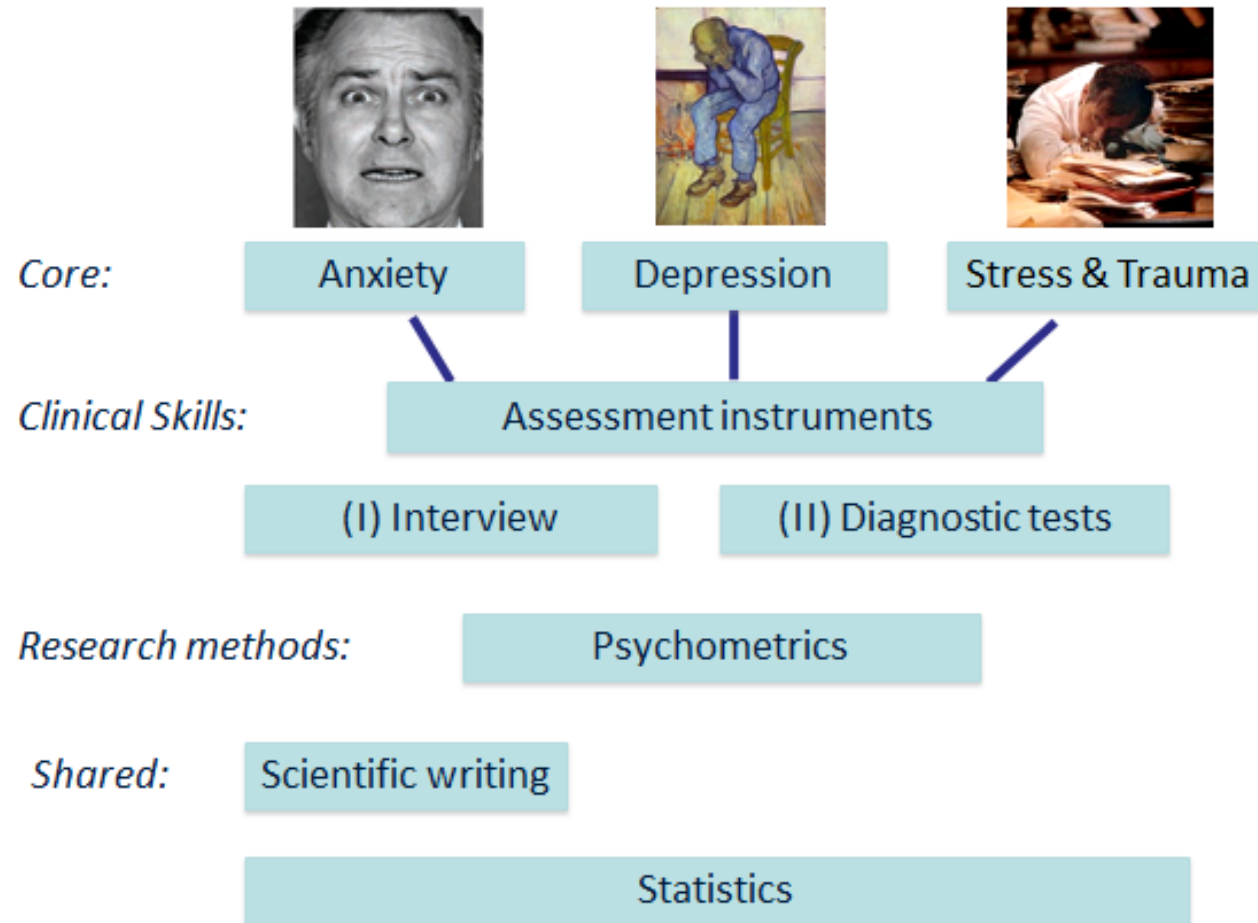 Core:
Anxiety
Depression
Stress & Trauma
Clinical Skills:
Assessment instruments
(I) Interview
(II) Diagnostic tests
Research methods:
Psychometrics
Shared:
Scientific writing
Statistics